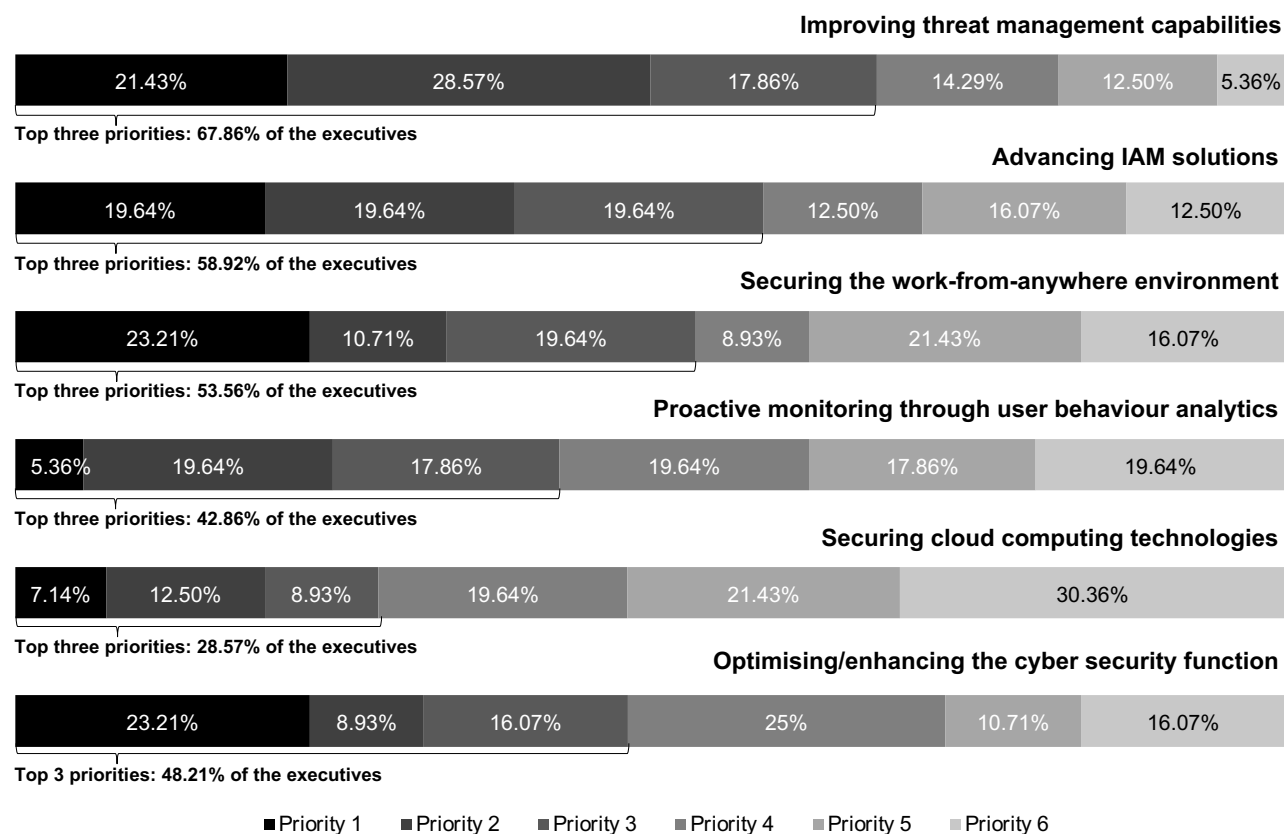 Improving threat management capabilities
21.43% 28.57% 17.86% 14.29% 12.50% 5.36%
Top three priorities: 67.86% of the executives
Advancing IAM solutions
19.64% 19.64% 19.64% 12.50% 16.07% 12.50%
Top three priorities: 58.92% of the executives
Securing the work-from-anywhere environment
23.21% 10.71% 19.64% 8.93% 21.43% 16.07%
Top three priorities: 53.56% of the executives
Proactive monitoring through user behaviour analytics
5.36% 19.64% 17.86% 19.64% 17.86% 19.64%
Top three priorities: 42.86% of the executives
Securing cloud computing technologies
7.14% 12.50% 8.93% 19.64% 21.43% 30.36%
Top three priorities: 28.57% of the executives
Optimising/enhancing the cyber security function
23.21% 8.93% 16.07% 25% 10.71% 16.07%
Top 3 priorities: 48.21% of the executives
Priority 1 Priority 2 Priority 3 Priority 4 Priority 5 Priority 6